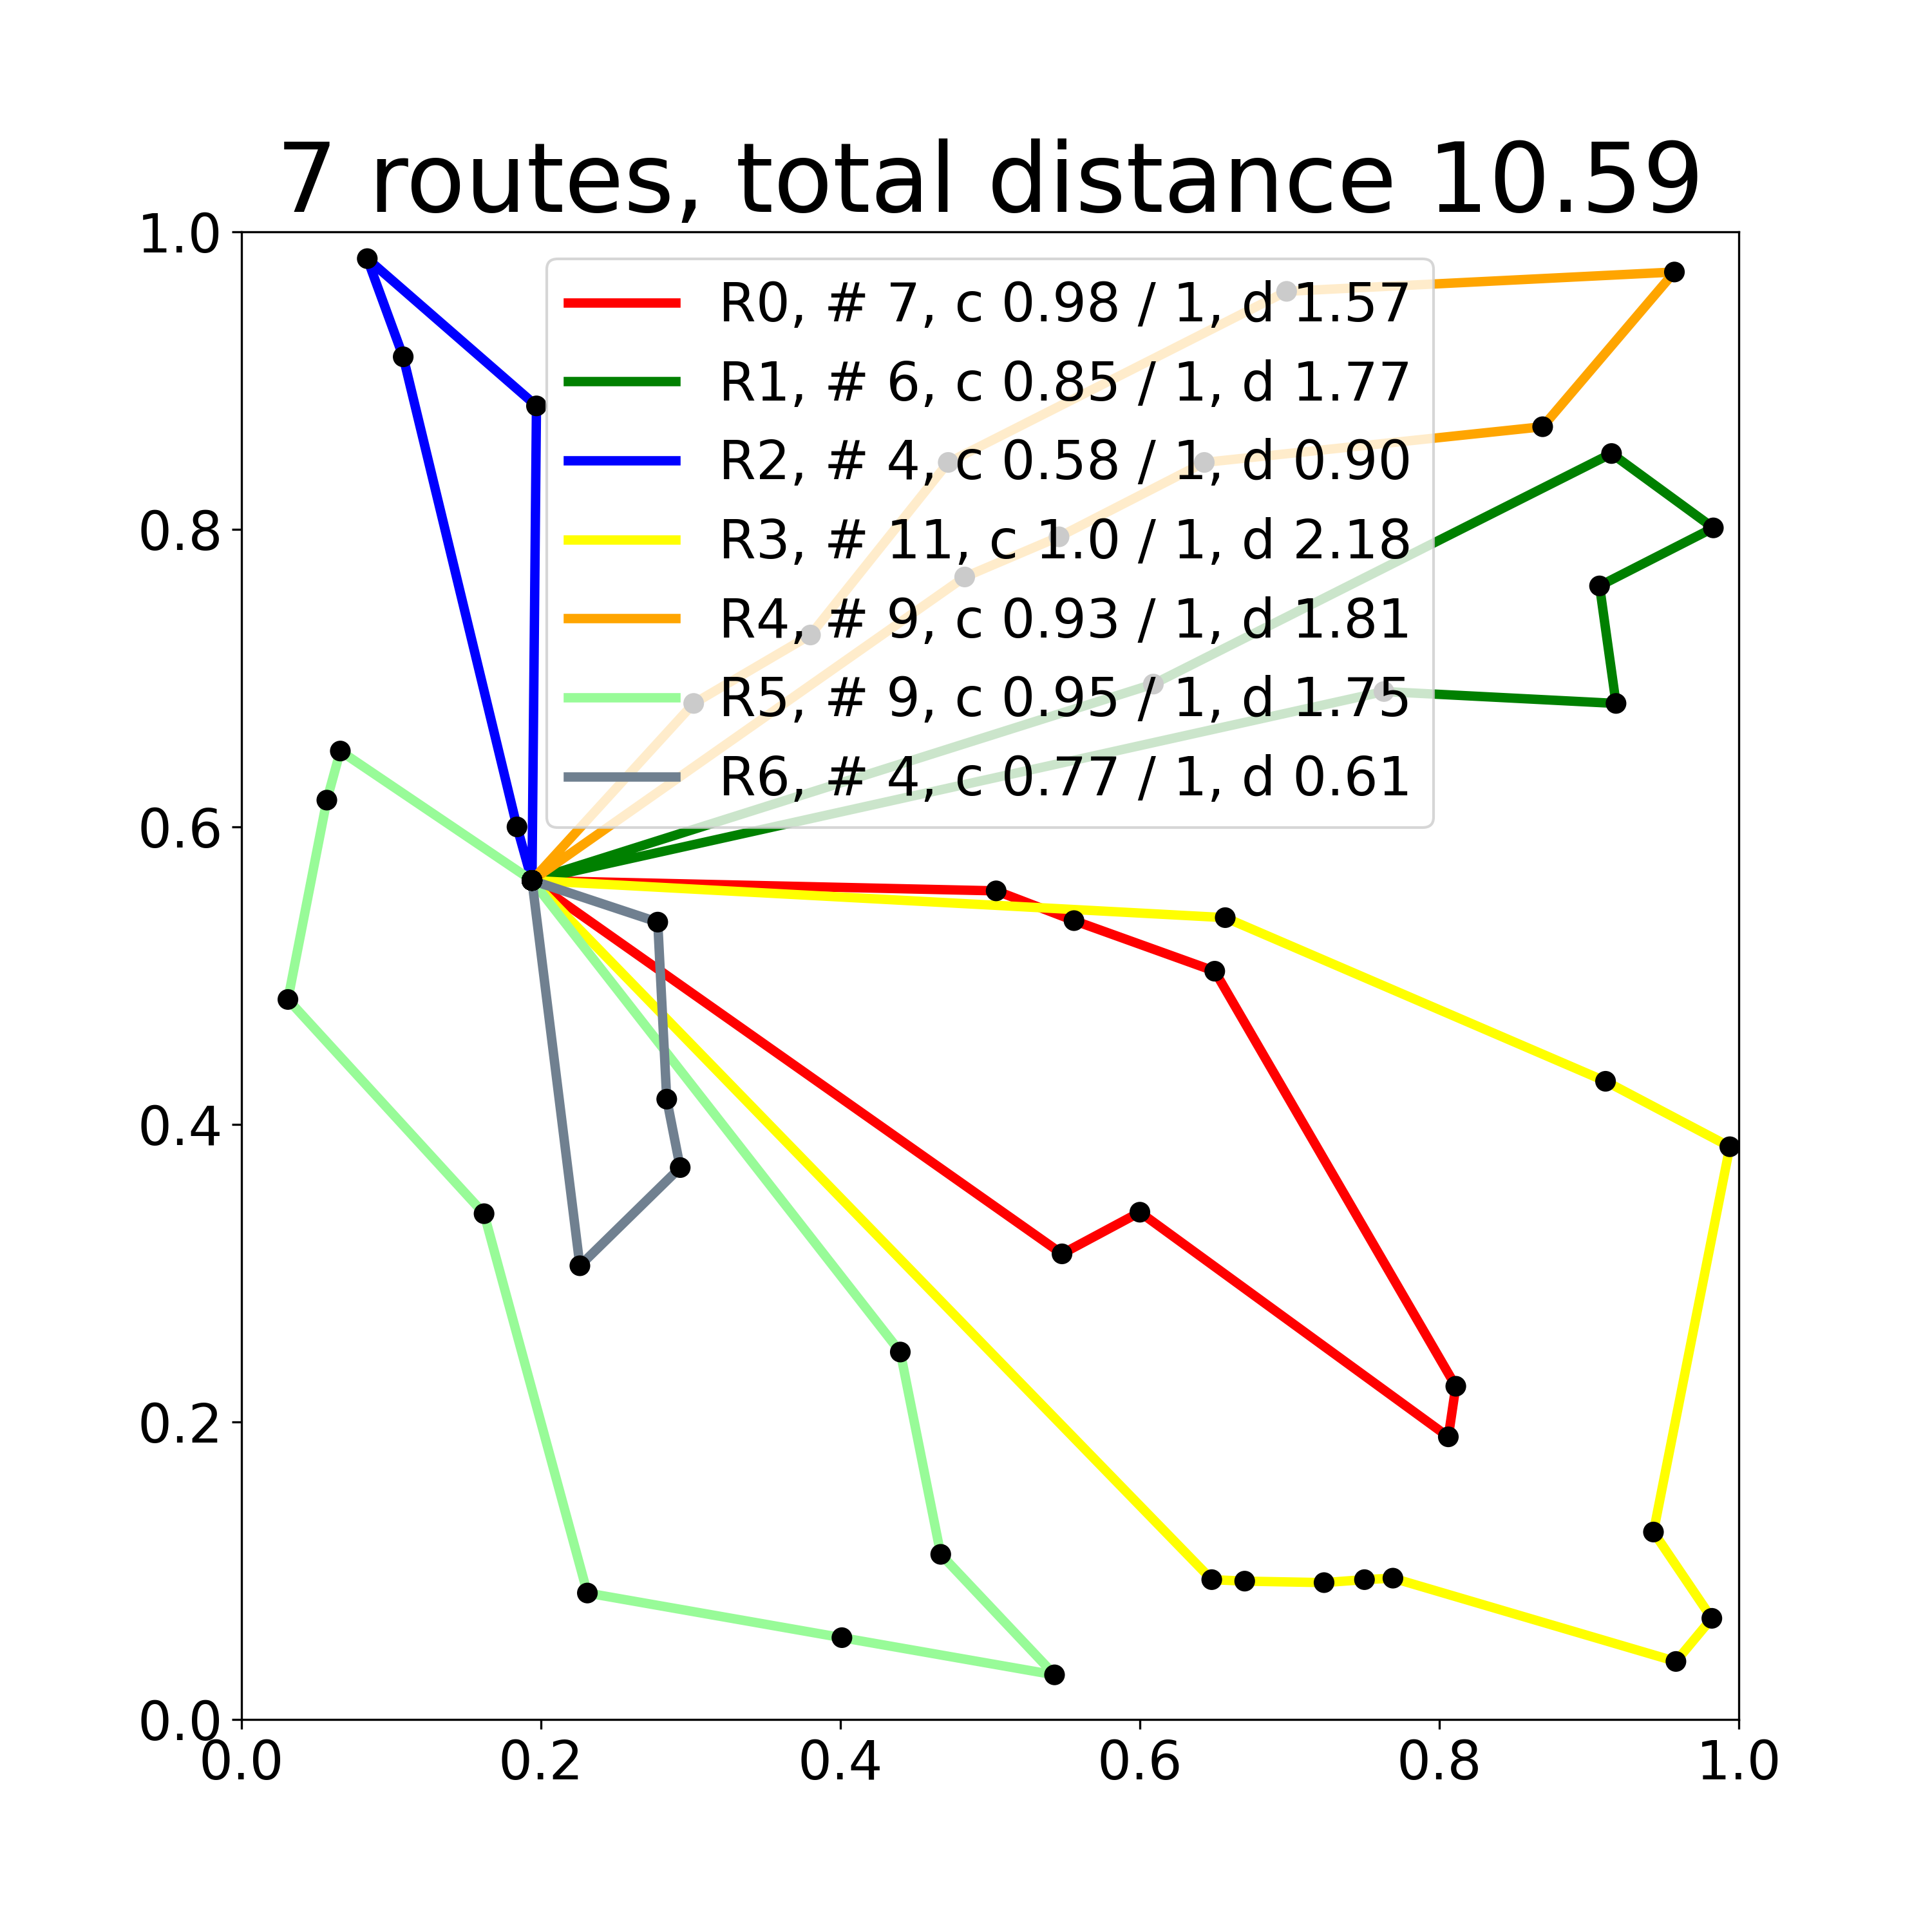 7 routes, total distance 10.59
1.0
0.8
0.6
0.4
0.2
0.0
R0, # 7, c 0.98 / 1, d 1.57
R1, # 6, c 0.85 / 1, d 1.77
R2, # 4, c 0.58 / 1, d 0.90
R3, # 11, c 1.0 / 1, d 2.18
R4, # 9, c 0.93 / 1, d 1.81
R5, # 9, c 0.95 / 1, d 1.75
R6, # 4, c 0.77 / 1, d 0.61
0.0 0.2 0.4 0.6 0.8 1.0